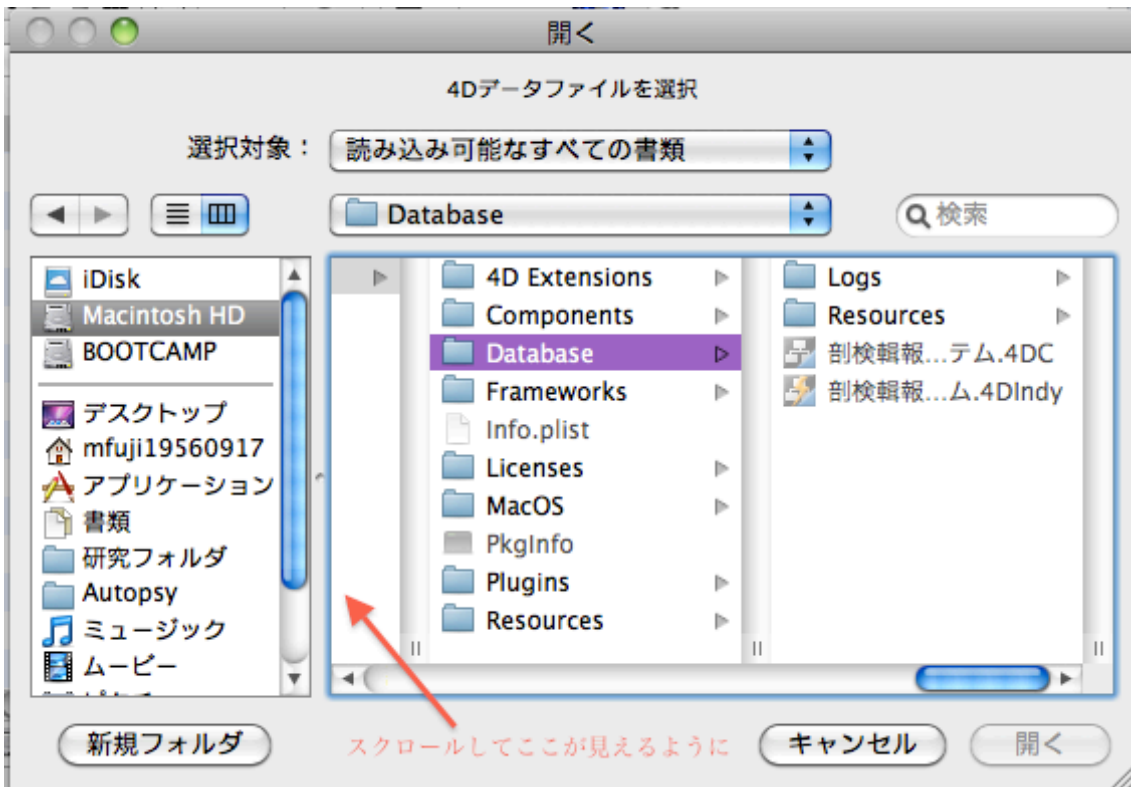 開く
4Dデータファイルを選択
選択対象：
読み込み可能なすべての書類
Database
検索
iDisk
Macintosh HD
BOOTCAMP
デスクトップ
mfuji19560917
アプリケーション
書類
研究フォルダ
Autopsy
ミュージック
ムービー
4D Extensions
Components
Database
Frameworks
Info.plist
Licenses
MacOS
PkgInfo
Plugins
Resources
Logs
Resources
剖検輯報...テム.4DC
剖検輯報...ム.4DIndy
新規フォルダ
スクロールしてここが見えるように
キャンセル
開く